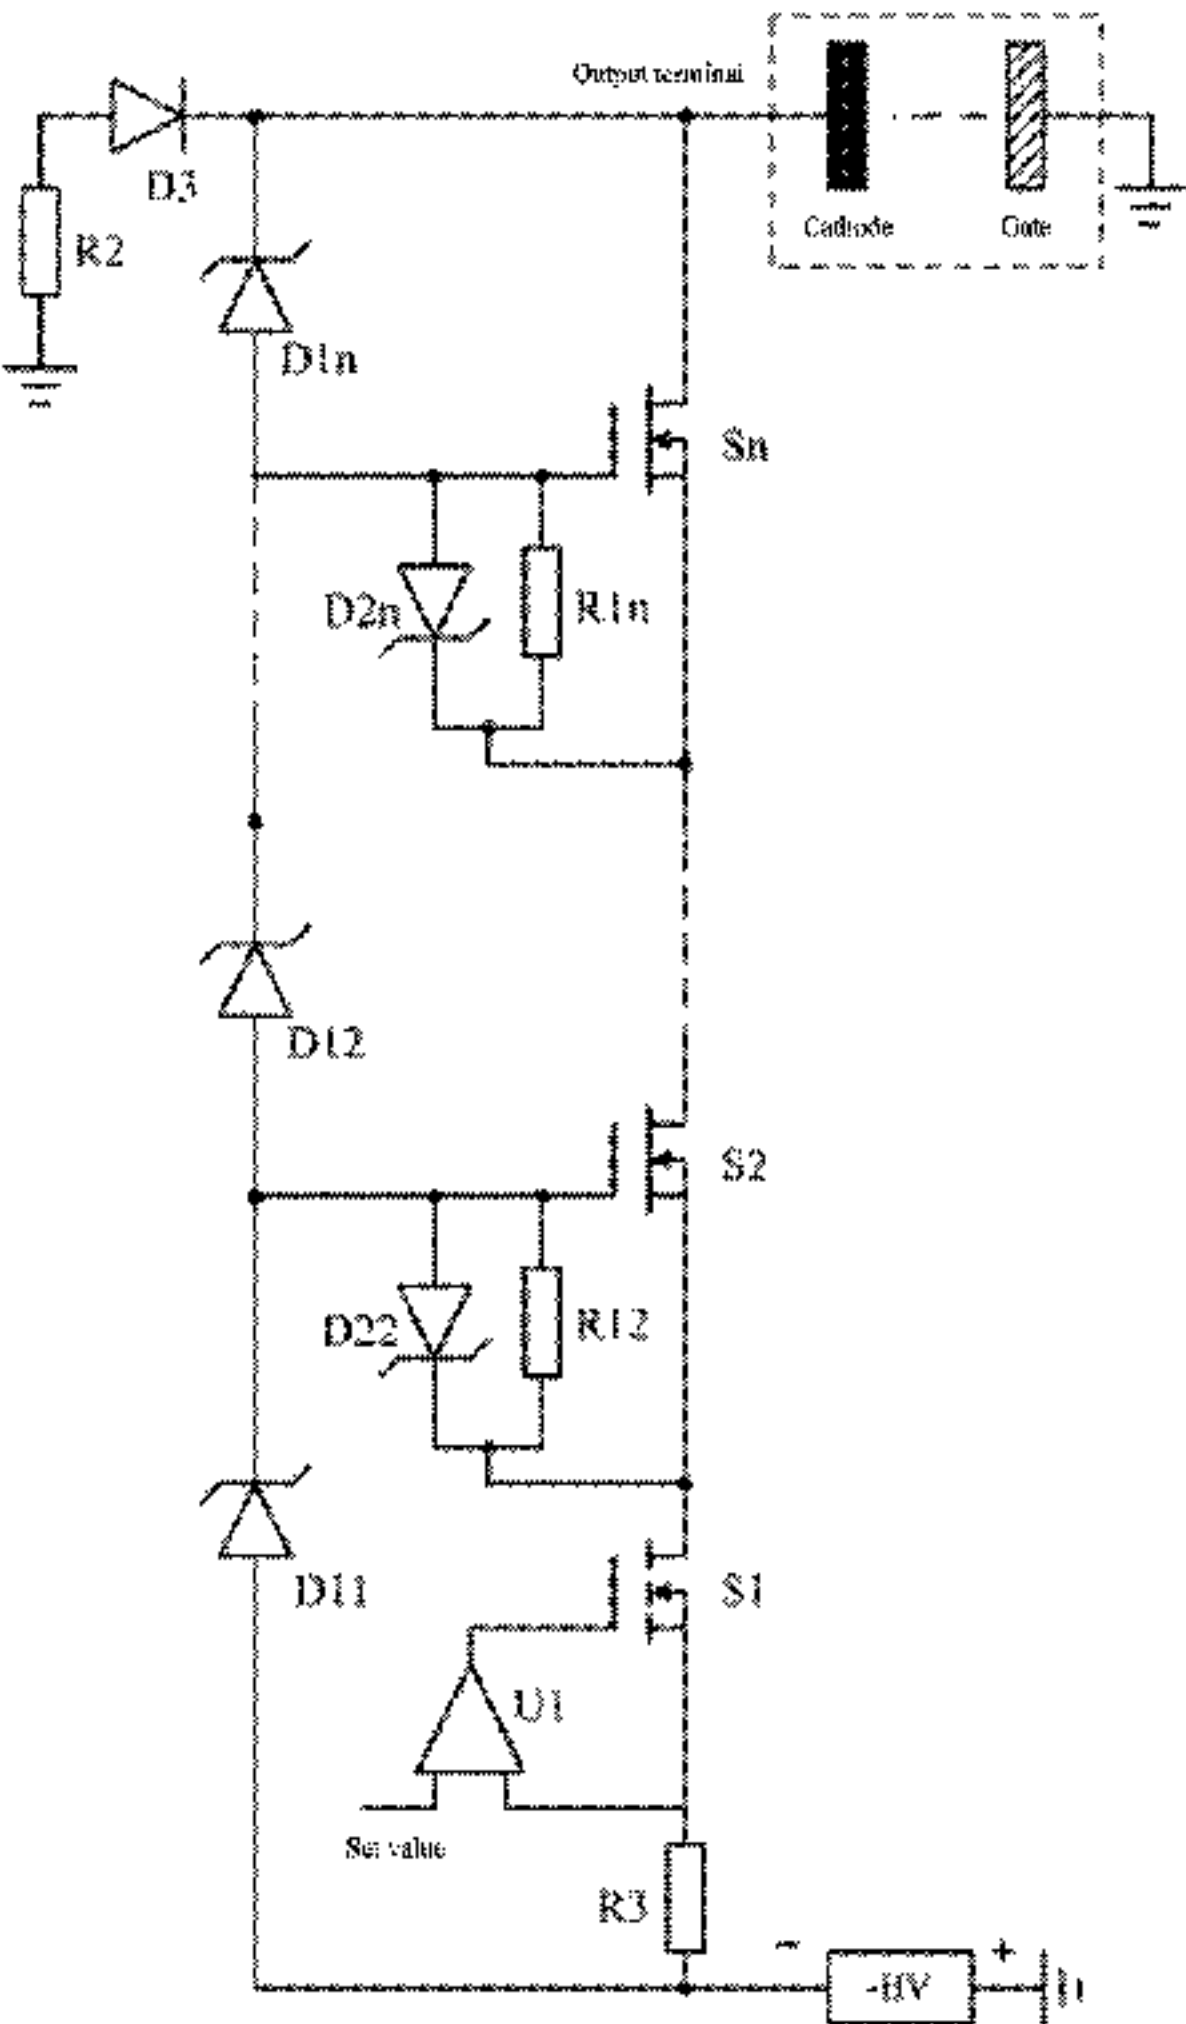 Output terminal
D3
Cathode
Gate
R2
D1n
Sn
D2n
R1n
D12
S2
D22
R12
D11
S1
U1
Set value
R3
-
+
-HV